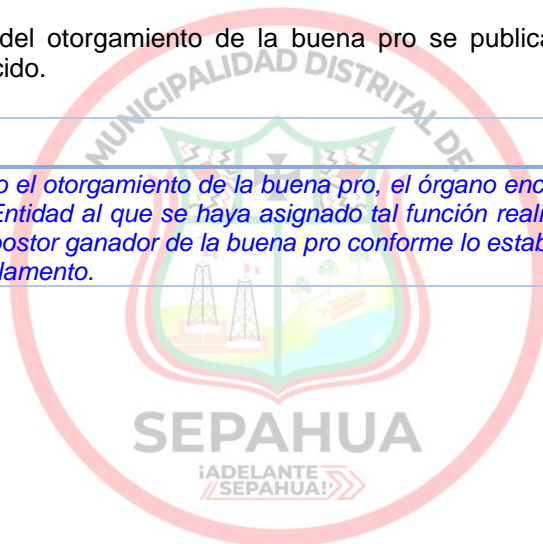 del otorgamiento de la buena pro se publica
cido.
MUNICIPALIDAD DISTRITAL DE
o el otorgamiento de la buena pro, el órgano enc
Entidad al que se haya asignado tal función reali
postor ganador de la buena pro conforme lo estab
lamento.
SEPAHUA
¡ADELANTE
SEPAHUA!